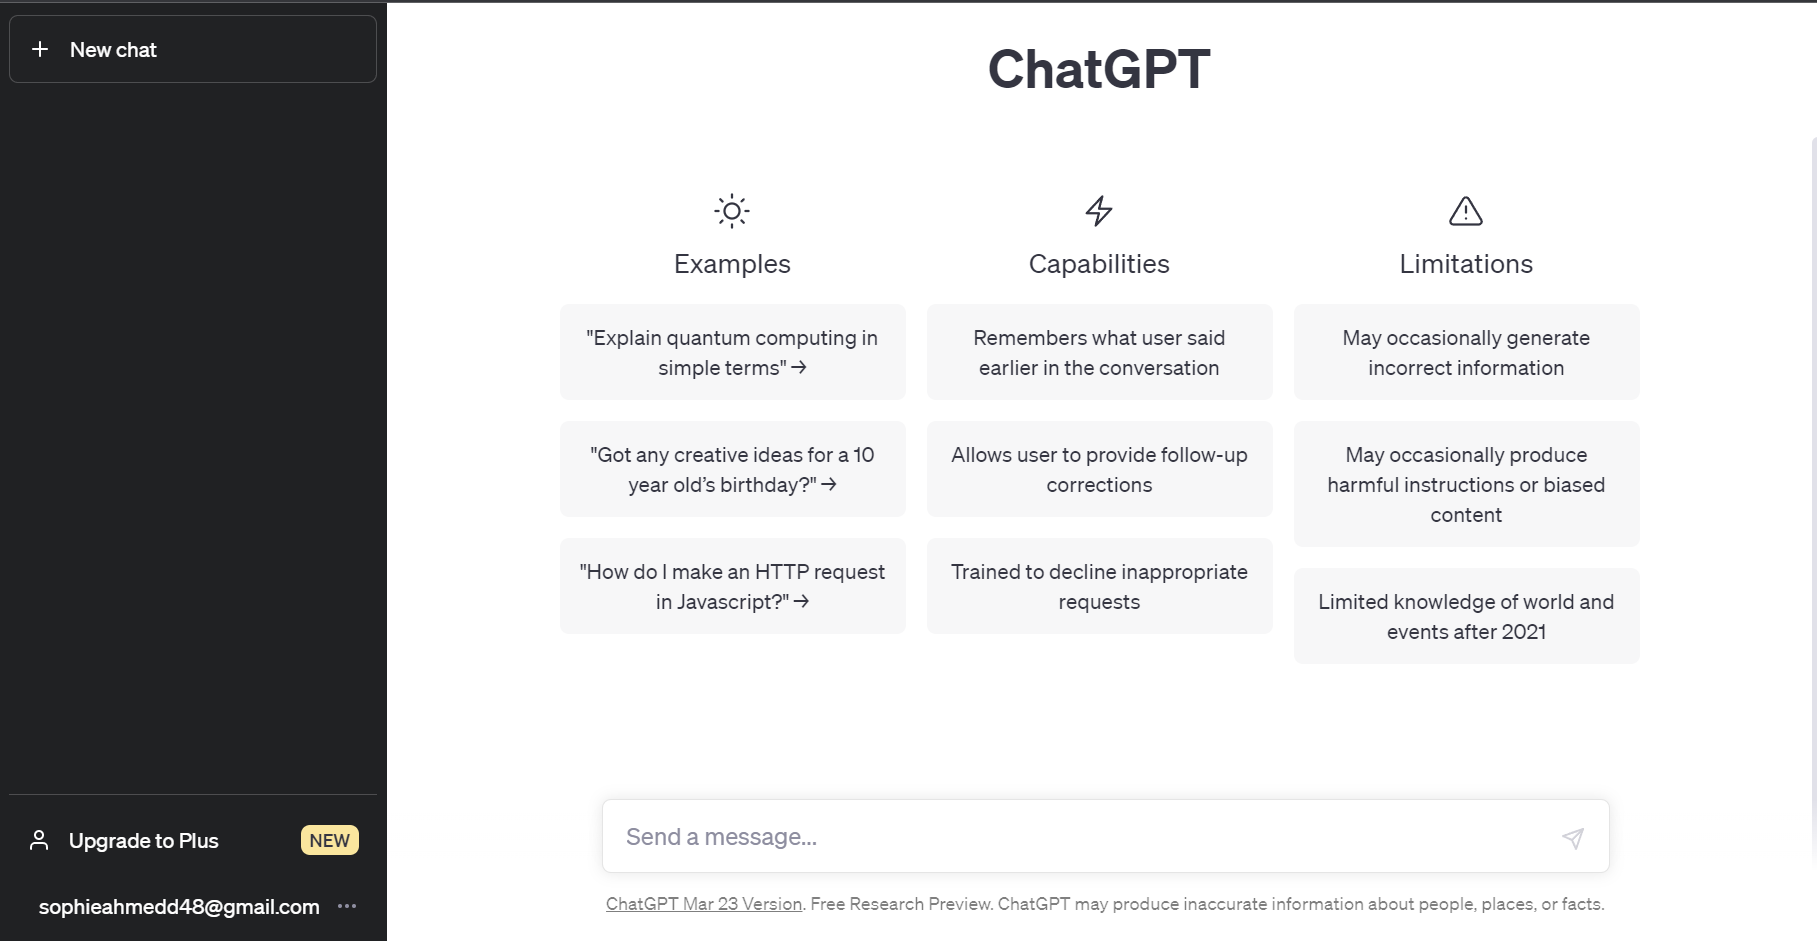 New chat
ChatGPT
Examples
"Explain quantum computing in
simple terms" →
"Got any creative ideas for a 10
year old’s birthday?" →
"How do I make an HTTP request
in Javascript?" →
Capabilities
Remembers what user said
earlier in the conversation
Allows user to provide follow-up
corrections
Trained to decline inappropriate
requests
Limitations
May occasionally generate
incorrect information
May occasionally produce
harmful instructions or biased
content
Limited knowledge of world and
events after 2021
Send a message...
ChatGPT Mar 23 Version. Free Research Preview. ChatGPT may produce inaccurate information about people, places, or facts.
Upgrade to Plus NEW
sophieahmedd48@gmail.com